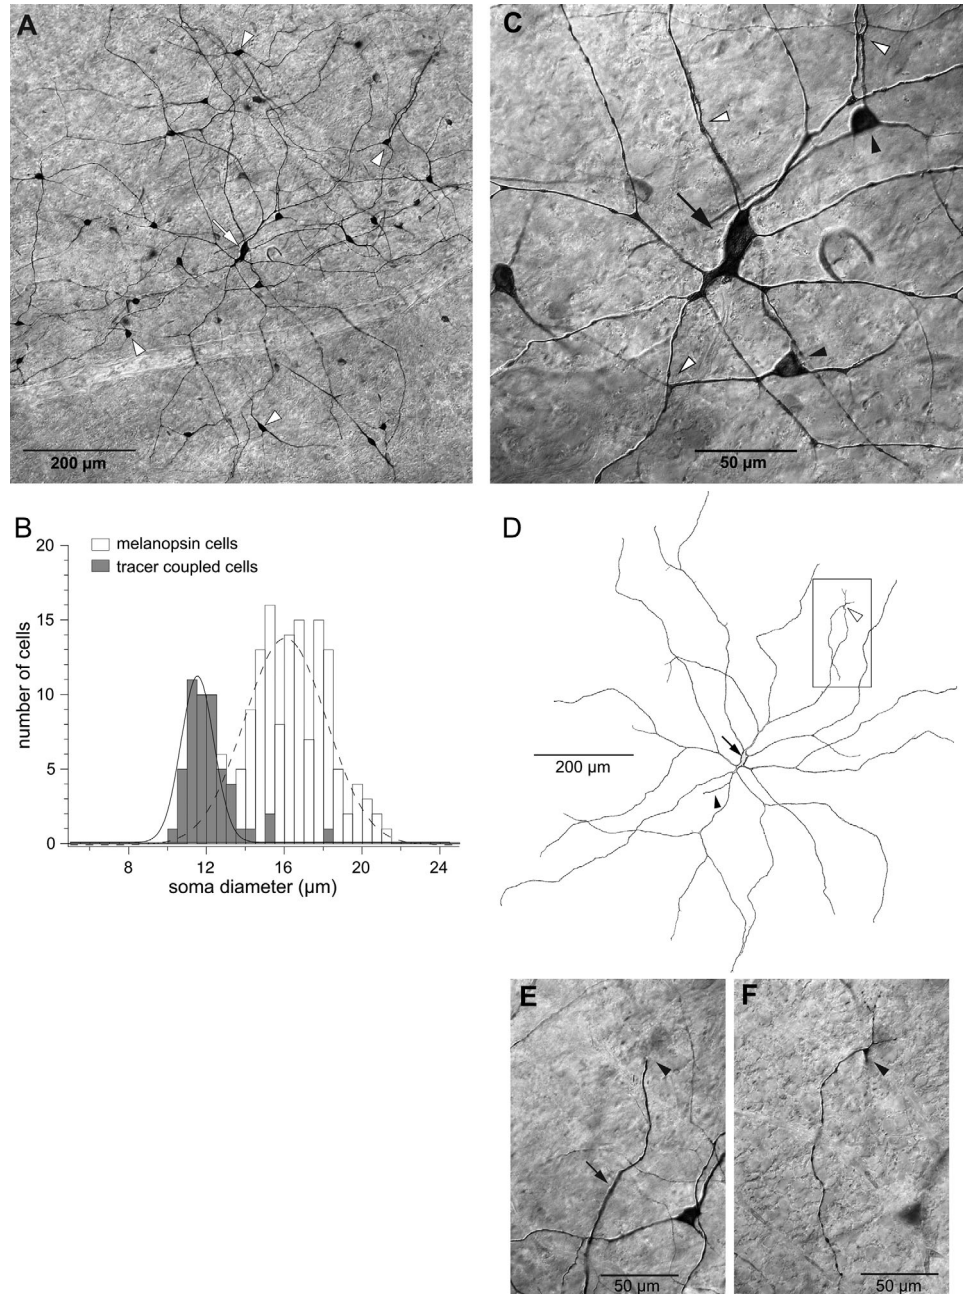 A
200 µm
C
50 µm
B
melanopsin cells
tracer coupled cells
20
15
10
5
0
number of cells
8 12 16 20 24
soma diameter (µm)
D
200 µm
E
50 µm
F
50 µm